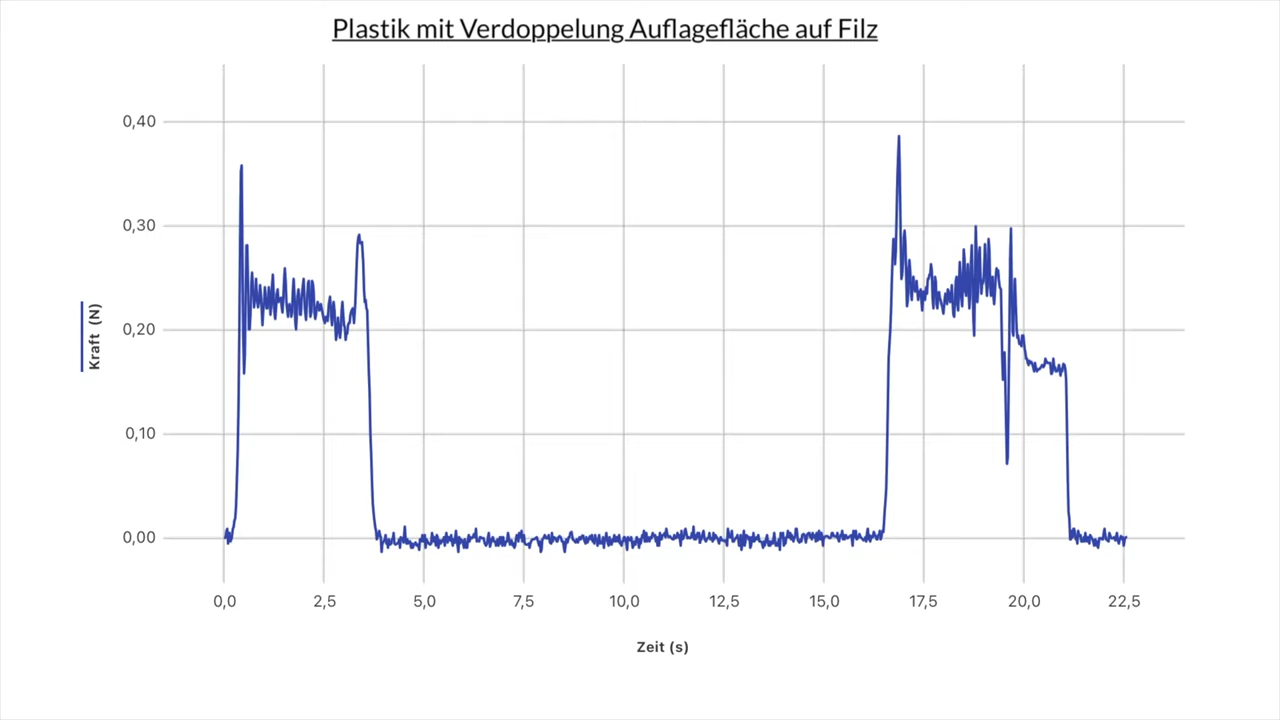 Plastik mit Verdoppelung Auflagefläche auf Filz
0,40
0,30
0,20
0,10
0,00
Kraft (N)
0,0 2,5 5,0 7,5 10,0 12,5 15,0 17,5 20,0 22,5
Zeit (s)